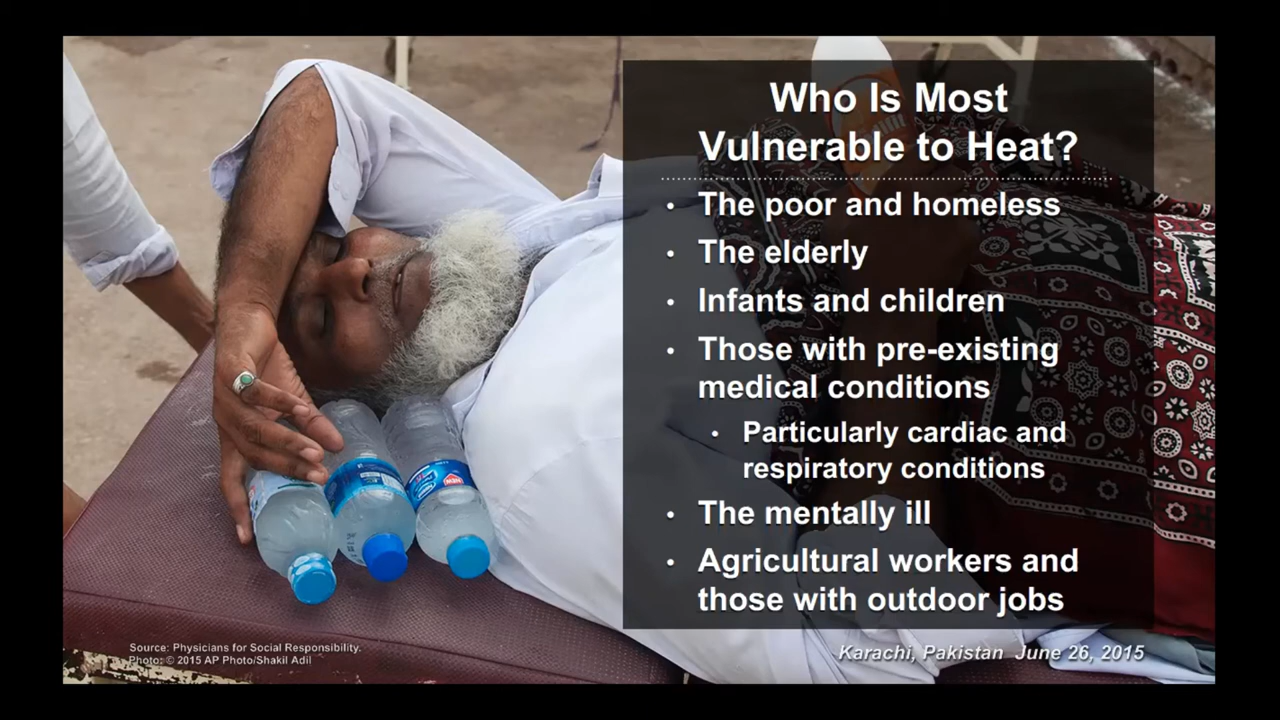 Who Is Most
Vulnerable to Heat?
• The poor and homeless
• The elderly
• Infants and children
• Those with pre-existing
medical conditions
• Particularly cardiac and
respiratory conditions
• The mentally ill
• Agricultural workers and
those with outdoor jobs
NEW
Source: Physicians for Social Responsibility.
Photo: © 2015 AP Photo/Shakil Adil
Karachi, Pakistan June 26, 2015